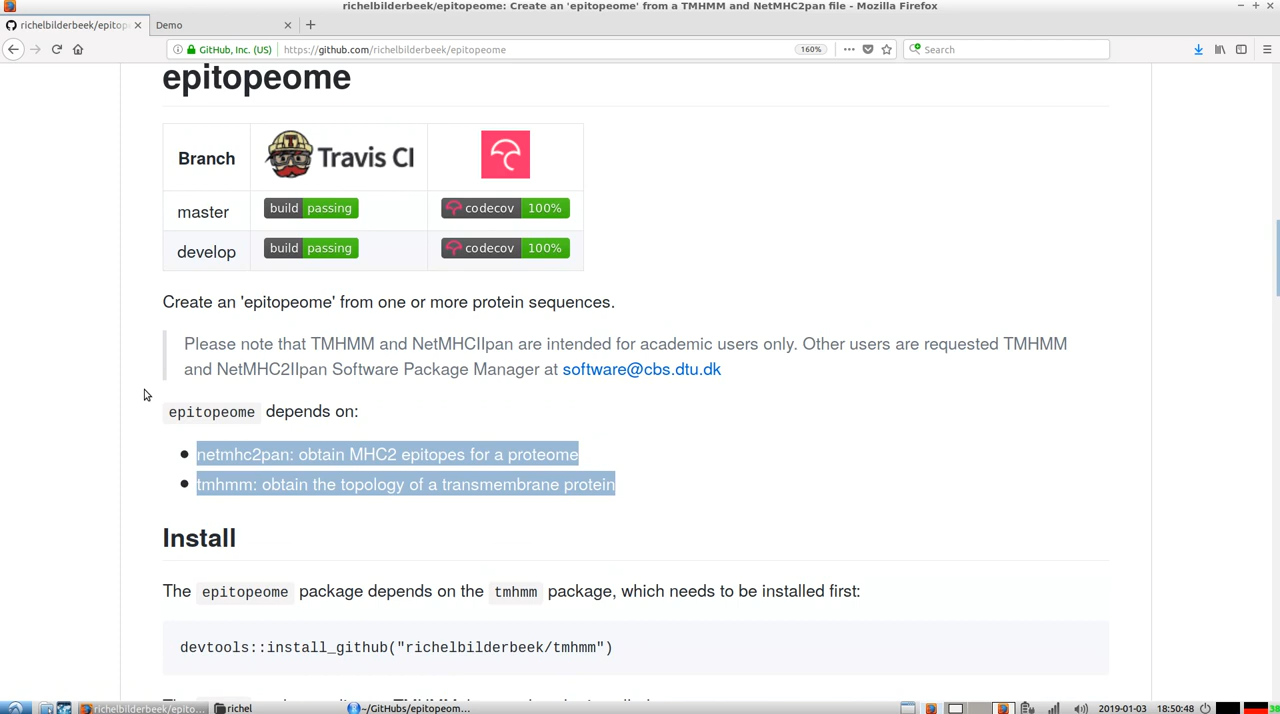 richelbilderbeek/epitopeome: Create an 'epitopeome' from a TMHMM and NetMHC2pan file - Mozilla Firefox
richelbilderbeek/epitop
Demo
GitHub, Inc. (US)
https://github.com/richelbilderbeek/epitopeome
160%
Search
epitopeome
Branch
Travis CI
master
build passing
codecov 100%
develop
build passing
codecov 100%
Create an 'epitopeome' from one or more protein sequences.
Please note that TMHMM and NetMHCIIpan are intended for academic users only. Other users are requested TMHMM
and NetMHC2IIpan Software Package Manager at software@cbs.dtu.dk
epitopeome depends on:
netmhc2pan: obtain MHC2 epitopes for a proteome
tmhmm: obtain the topology of a transmembrane protein
Install
The epitopeome package depends on the tmhmm package, which needs to be installed first:
devtools::install_github("richelbilderbeek/tmhmm")
richelbilderbeek/epito...
richel
~/GitHubs/epitopeom...
2019-01-03
18:50:48
38